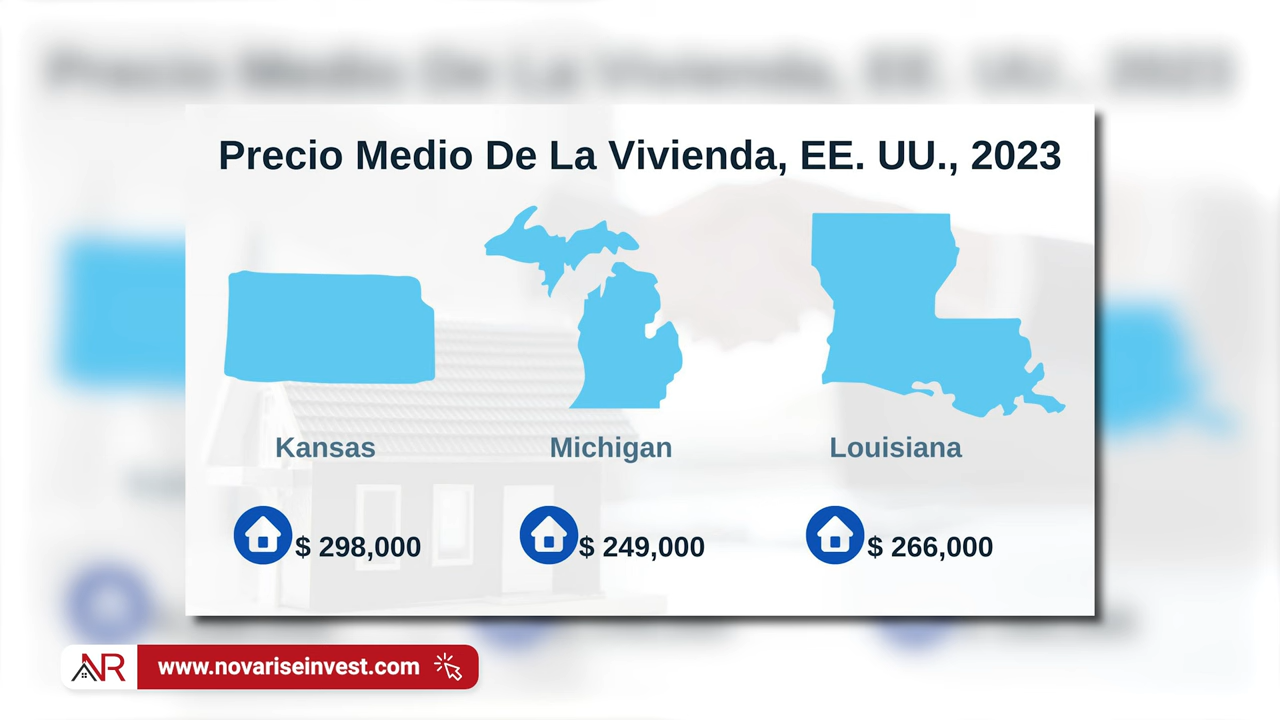 Precio Medio De La Vivienda, EE. UU., 2023
Kansas
Michigan
Louisiana
$ 298,000
$ 249,000
$ 266,000
NR
www.novariseinvest.com